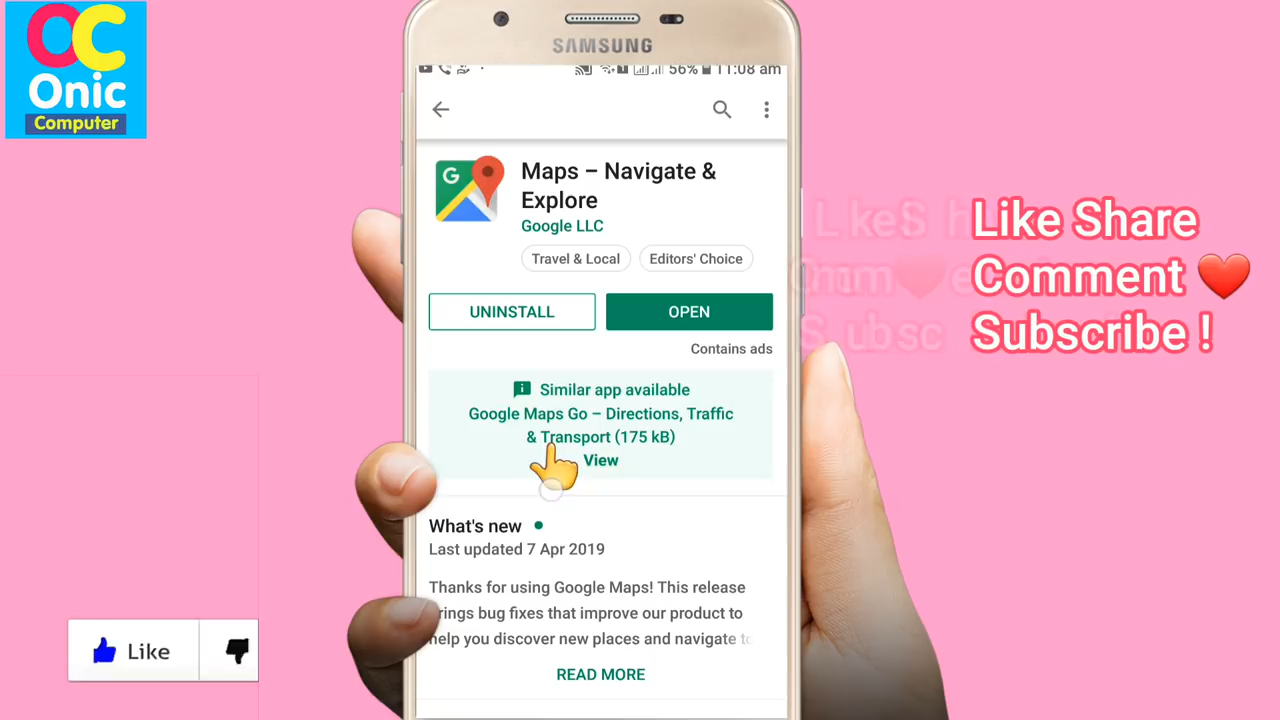 OC
Onic
Computer
SAMSUNG
56% 11:08 am
Maps – Navigate &
Explore
Google LLC
Travel & Local
Editors' Choice
UNINSTALL
OPEN
Contains ads
Similar app available
Google Maps Go – Directions, Traffic
& Transport (175 kB)
View
What's new
Last updated 7 Apr 2019
Thanks for using Google Maps! This release
rings bug fixes that improve our product to
help you discover new places and navigate to
READ MORE
Like Share
Comment ❤️
Subscribe !
Like